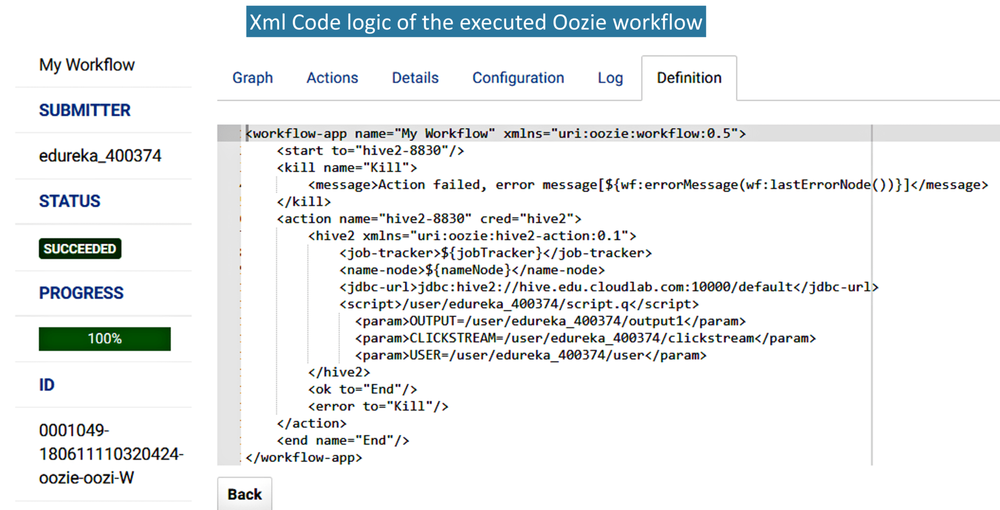 Xml Code logic of the executed Oozie workflow
My Workflow
SUBMITTER
edureka_400374
STATUS
SUCCEEDED
PROGRESS
100%
ID
0001049-
180611110320424-
oozie-oozi-W
Graph
Actions
Details
Configuration
Log
Definition
<workflow-app name="My Workflow" xmlns="uri:oozie:workflow:0.5">
    <start to="hive2-8830"/>
    <kill name="Kill">
        <message>Action failed, error message[${wf:errorMessage(wf:lastErrorNode())}]</message>
    </kill>
    <action name="hive2-8830" cred="hive2">
        <hive2 xmlns="uri:oozie:hive2-action:0.1">
            <job-tracker>${jobTracker}</job-tracker>
            <name-node>${nameNode}</name-node>
            <jdbc-url>jdbc:hive2://hive.edu.cloudlab.com:10000/default</jdbc-url>
            <script>/user/edureka_400374/script.q</script>
              <param>OUTPUT=/user/edureka_400374/output1</param>
              <param>CLICKSTREAM=/user/edureka_400374/clickstream</param>
              <param>USER=/user/edureka_400374/user</param>
        </hive2>
        <ok to="End"/>
        <error to="Kill"/>
    </action>
    <end name="End"/>
</workflow-app>
Back